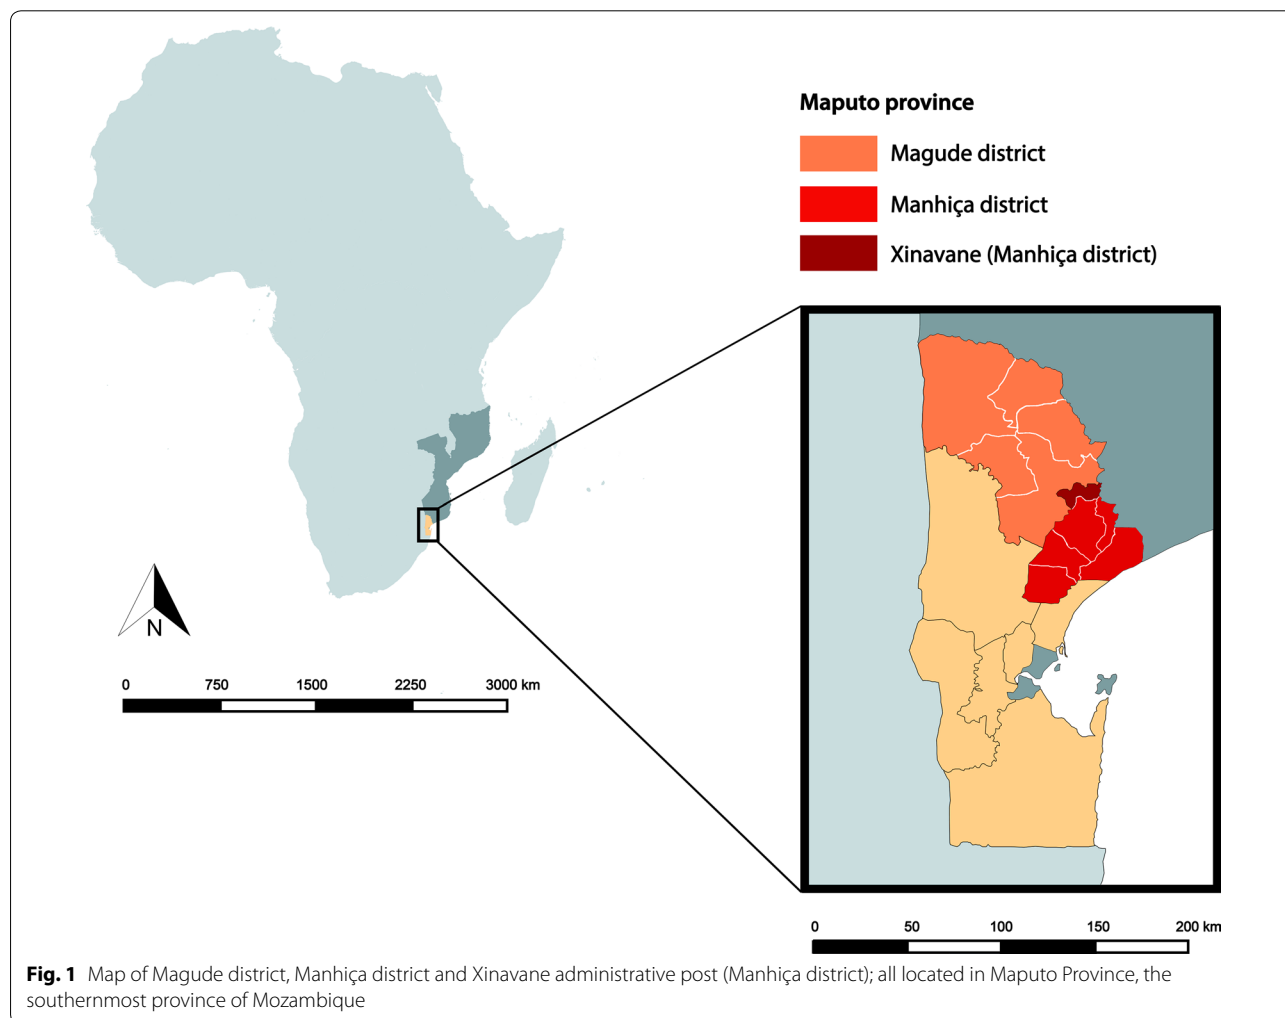 Maputo province
Magude district
Manhiça district
Xinavane (Manhiça district)
N
0 750 1500 2250 3000 km
0 50 100 150 200 km
Fig. 1 Map of Magude district, Manhiça district and Xinavane administrative post (Manhiça district); all located in Maputo Province, the
southernmost province of Mozambique